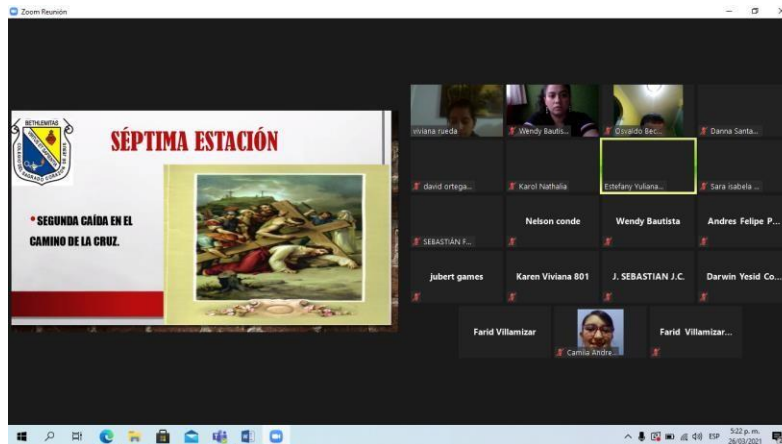 Zoom Reunión
BETHLEMITAS
SÉPTIMA ESTACIÓN
• SEGUNDA CAÍDA EN EL
CAMINO DE LA CRUZ.
viviana rueda
Wendy Bautis...
Osvaldo Bec...
Danna Santa...
david ortega...
Karol Nathalia
Estefany Yuliana...
Sara isabela ...
SEBASTIÁN F...
Nelson conde
Wendy Bautista
Andres Felipe P...
jubert games
Karen Viviana 801
J. SEBASTIAN J.C.
Darwin Yesid Co...
Farid Villamizar
Camila Andre...
Farid Villamizar...
ESP
5:22 p. m.
26/03/2021